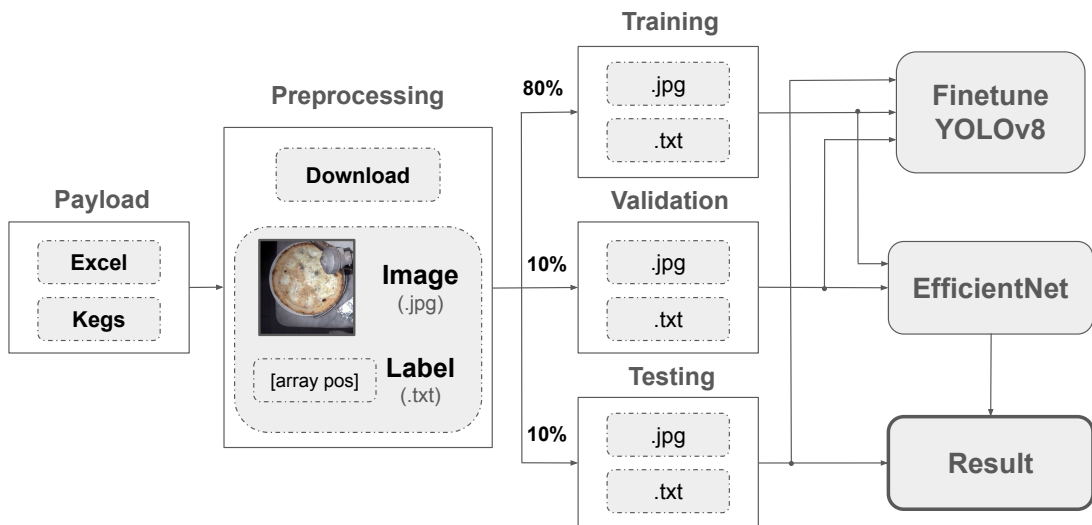 Payload
Excel
Kegs
Preprocessing
Download
Image
(.jpg)
[array pos]
Label
(.txt)
80%
10%
10%
Training
.jpg
.txt
Validation
.jpg
.txt
Testing
.jpg
.txt
Finetune
YOLOv8
EfficientNet
Result